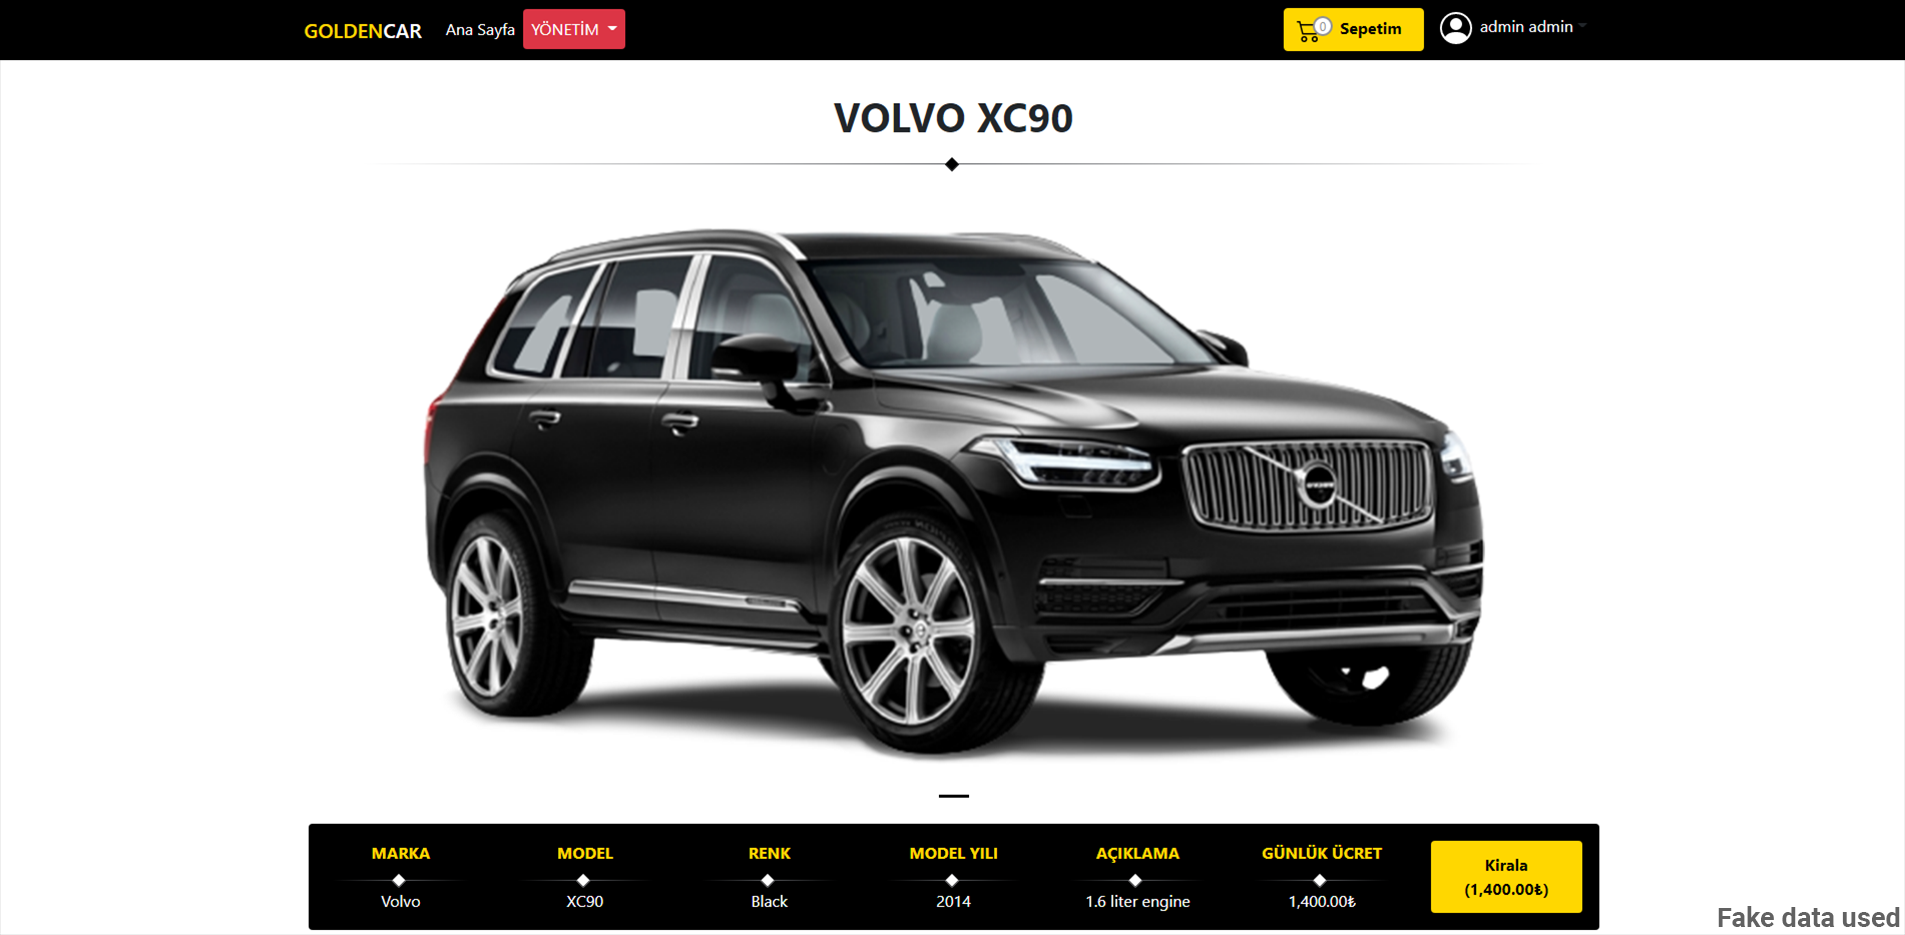 GOLDENCAR Ana Sayfa YÖNETİM 0 Sepetim admin admin
VOLVO XC90
MARKA MODEL RENK MODEL YILI AÇIKLAMA GÜNLÜK ÜCRET
Volvo XC90 Black 2014 1.6 liter engine 1,400.00₺
Kirala
(1,400.00₺)
Fake data used